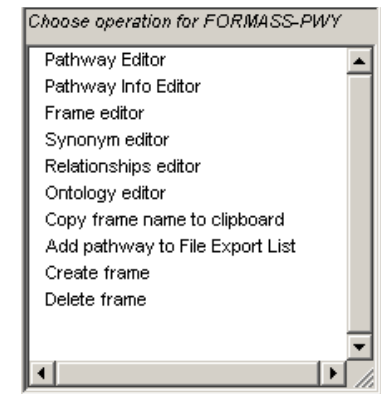 Choose operation for FORMASS-PWY
Pathway Editor
Pathway Info Editor
Frame editor
Synonym editor
Relationships editor
Ontology editor
Copy frame name to clipboard
Add pathway to File Export List
Create frame
Delete frame